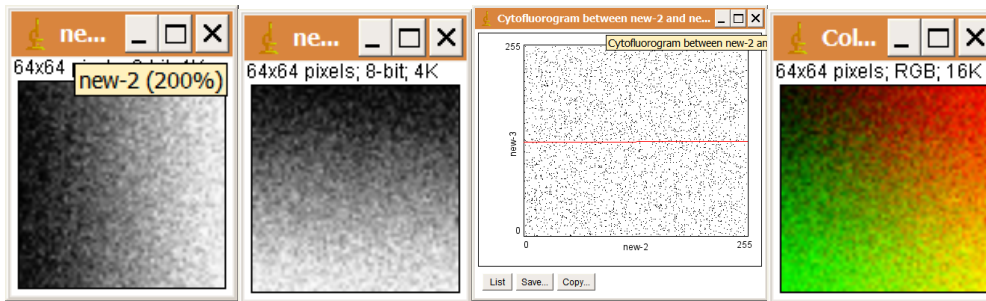 ne...
64x64
new-2 (200%)
ne...
64x64 pixels; 8-bit; 4K
Cytofluorogram between new-2 and ne...
Cytofluorogram between new-2 an
255
new-3
0
0
new-2
255
List
Save...
Copy...
Col...
64x64 pixels; RGB; 16K